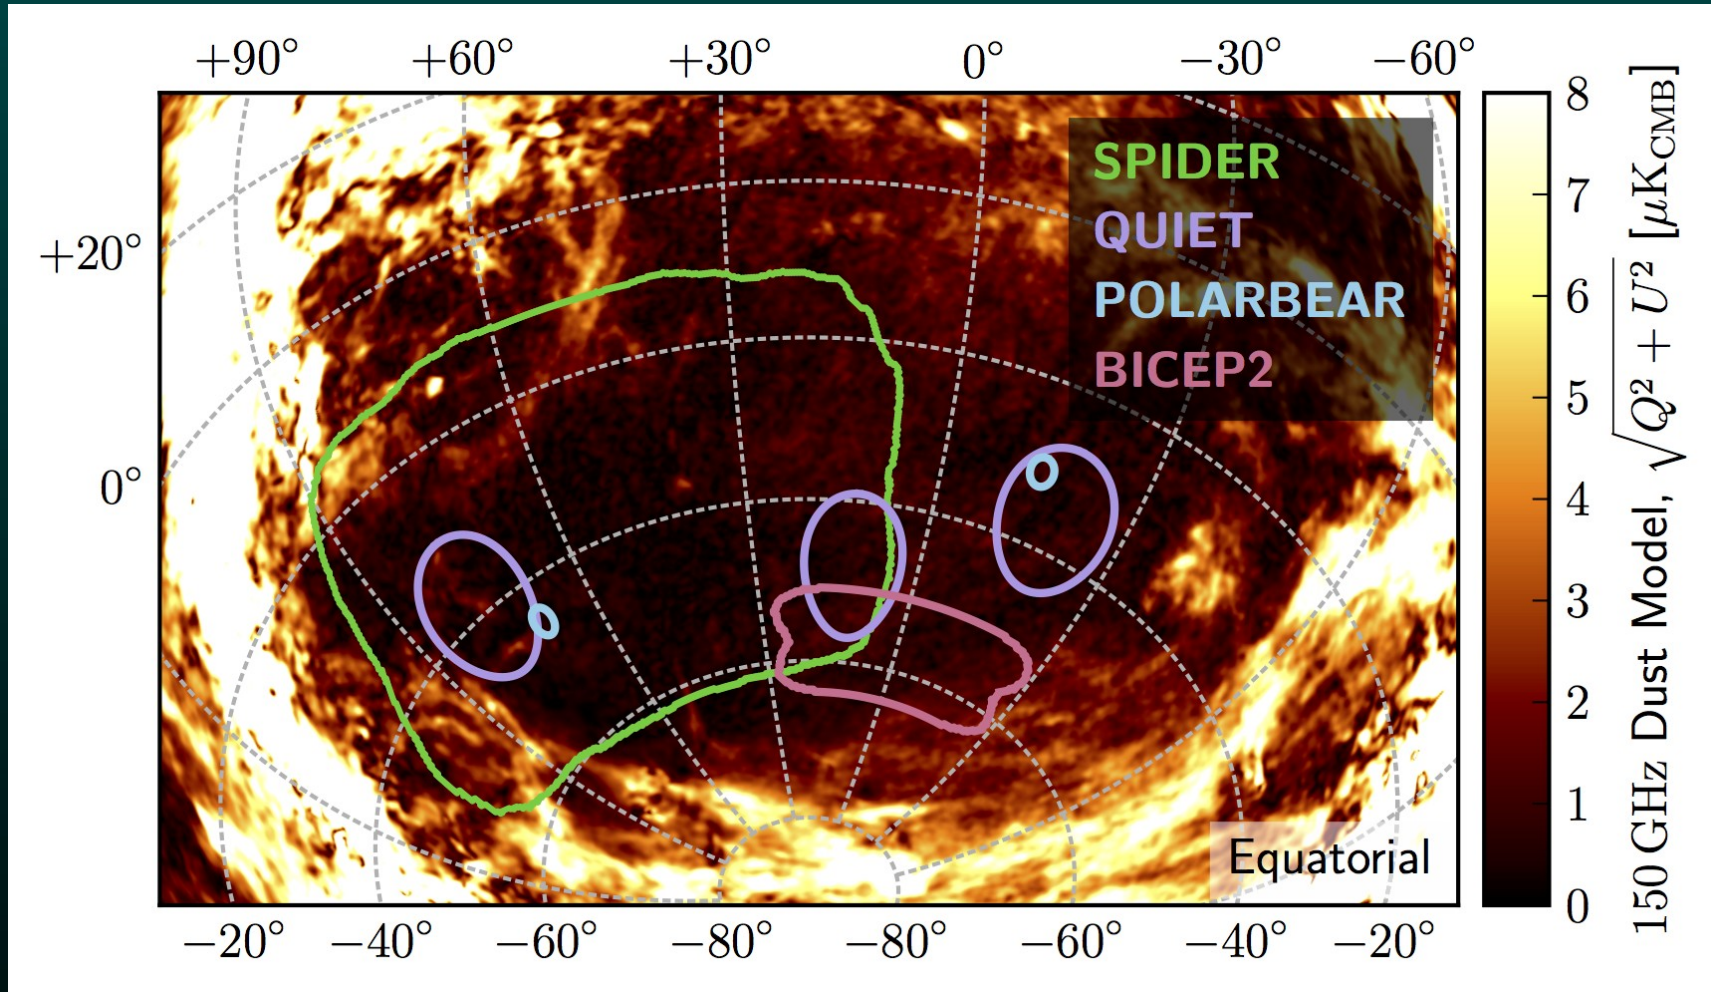 +90° +60° +30° 0° −30° −60°
+20°
0°
SPIDER
QUIET
POLARBEAR
BICEP2
Equatorial
−20° −40° −60° −80° −80° −60° −40° −20°
8
7
6
5
4
3
2
1
0
150 GHz Dust Model, √Q² + U² [μK_CMB]